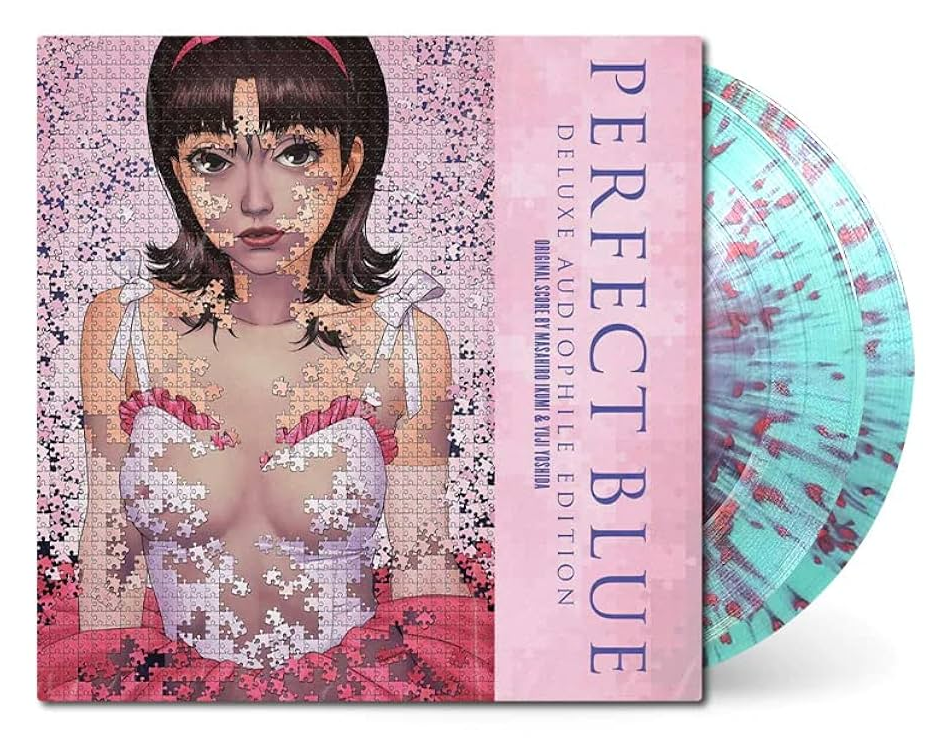 PERFECT BLUE
DELUXE AUDIOPHILE EDITION
ORIGINAL SCORE BY MASAHIRO IKUMI & YUJI YOSHIDA